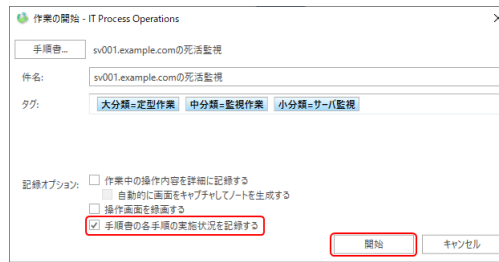 作業の開始 - IT Process Operations
手順書... sv001.example.comの死活監視
件名: sv001.example.comの死活監視
タグ: 大分類=定型作業 中分類=監視作業 小分類=サーバ監視
記録オプション: 作業中の操作内容を詳細に記録する
自動的に画面をキャプチャしてノートを生成する
操作画面を録画する
手順書の各手順の実施状況を記録する
開始 キャンセル